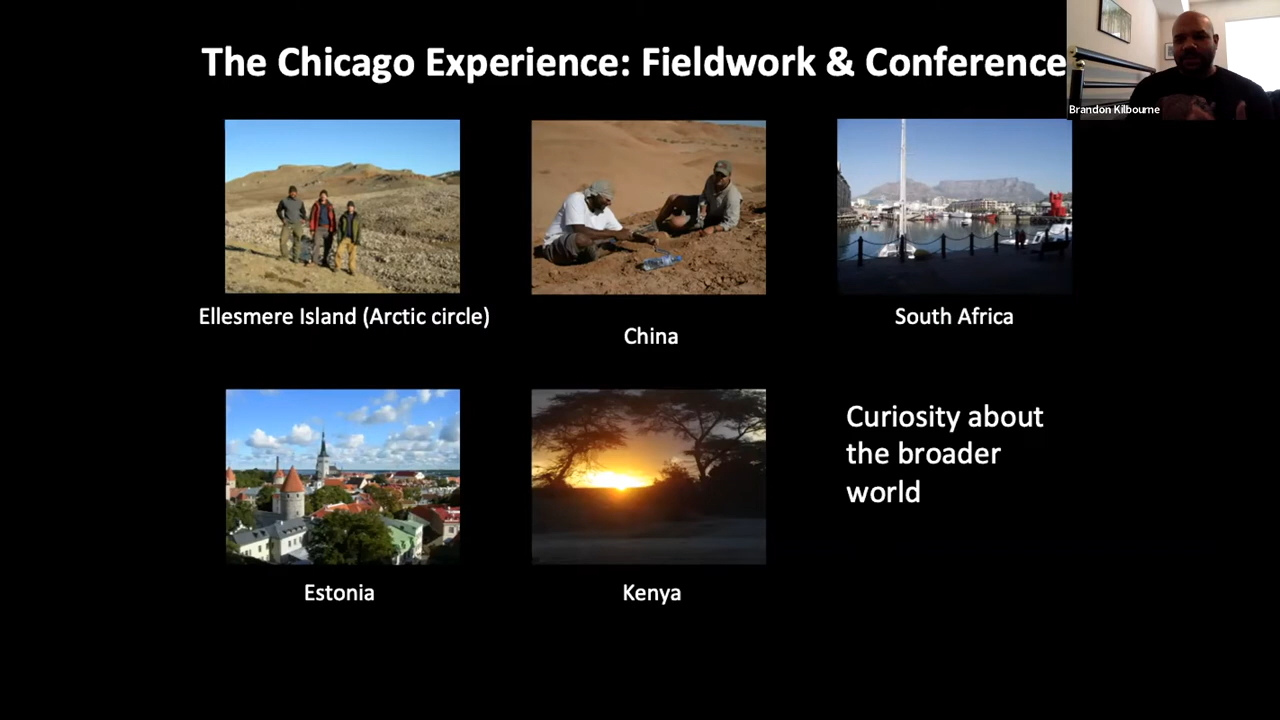 The Chicago Experience: Fieldwork & Conference
Brandon Kilbourne
Ellesmere Island (Arctic circle)
China
South Africa
Curiosity about
the broader
world
Estonia
Kenya